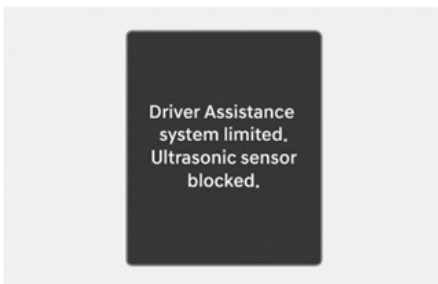 Driver Assistance
system limited.
Ultrasonic sensor
blocked.